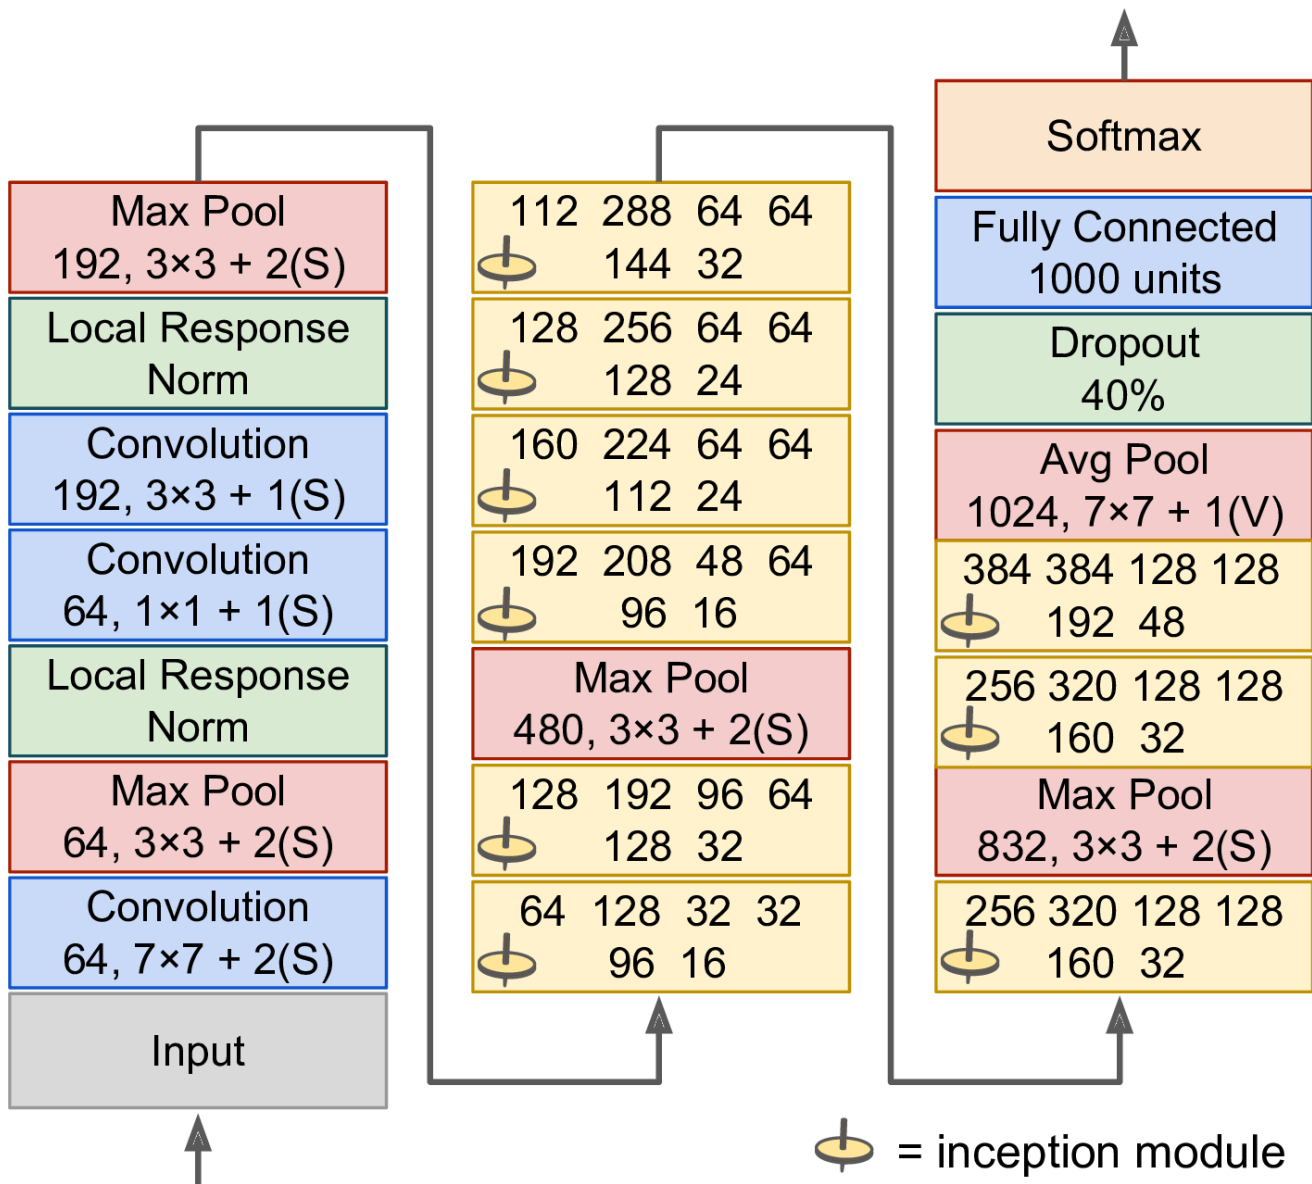 Max Pool
192, 3×3 + 2(S)
Local Response
Norm
Convolution
192, 3×3 + 1(S)
Convolution
64, 1×1 + 1(S)
Local Response
Norm
Max Pool
64, 3×3 + 2(S)
Convolution
64, 7×7 + 2(S)
Input
112 288 64 64
144 32
128 256 64 64
128 24
160 224 64 64
112 24
192 208 48 64
96 16
Max Pool
480, 3×3 + 2(S)
128 192 96 64
128 32
64 128 32 32
96 16
Softmax
Fully Connected
1000 units
Dropout
40%
Avg Pool
1024, 7×7 + 1(V)
384 384 128 128
192 48
256 320 128 128
160 32
Max Pool
832, 3×3 + 2(S)
256 320 128 128
160 32
= inception module